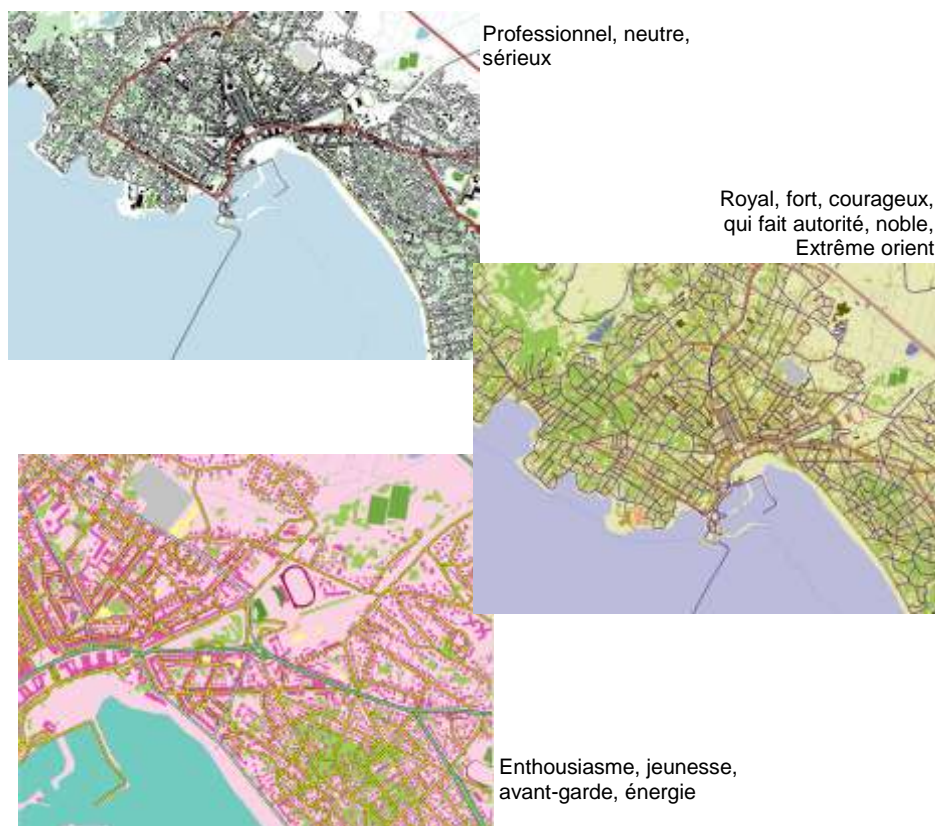 Professionnel, neutre,
sérieux
Royal, fort, courageux,
qui fait autorité, noble,
Extrême orient
Enthousiasme, jeunesse,
avant-garde, énergie